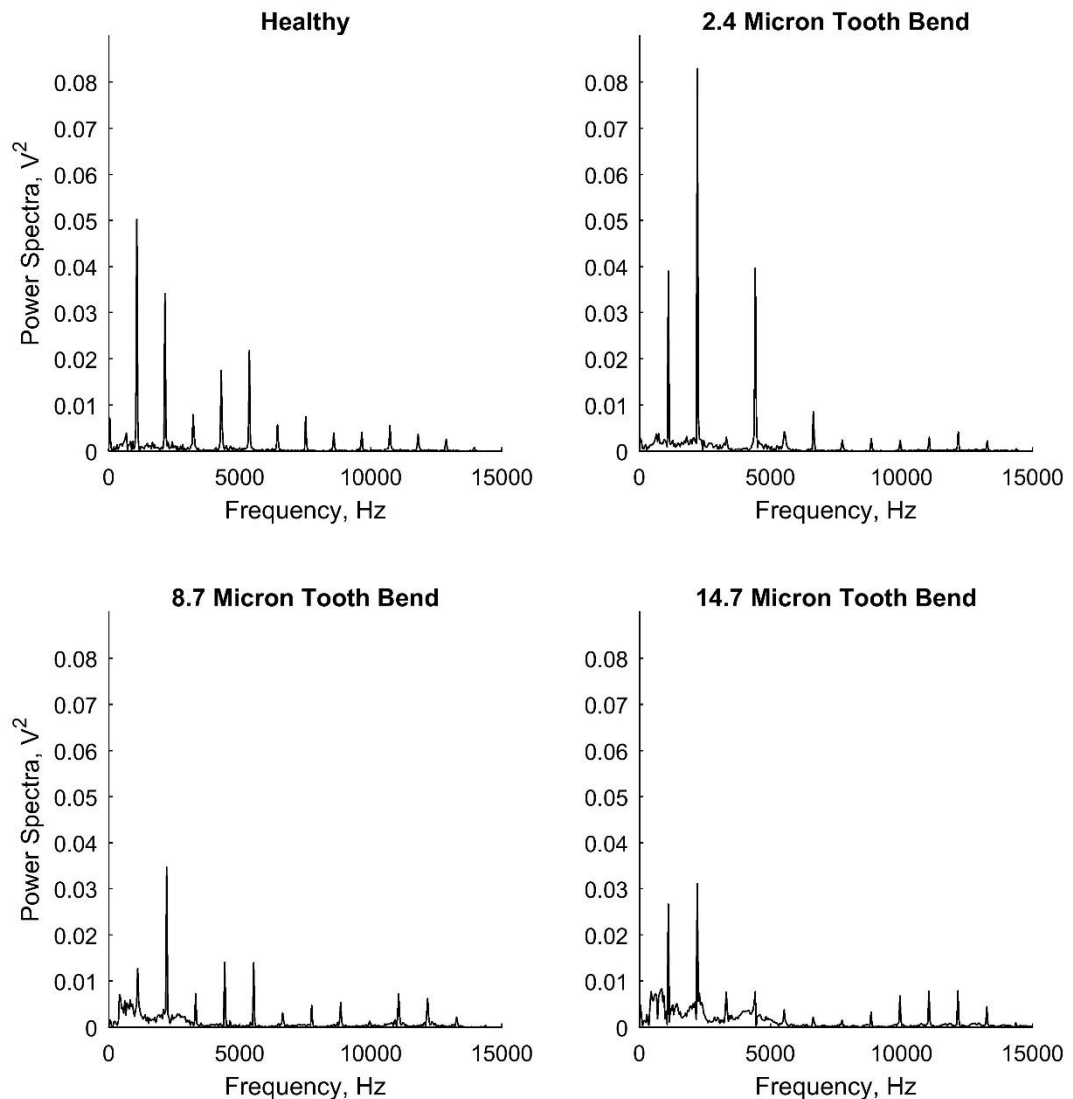 Healthy
0.08
0.07
0.06
0.05
0.04
0.03
0.02
0.01
0
0 5000 10000 15000
Power Spectra, V²
Frequency, Hz
2.4 Micron Tooth Bend
0.08
0.07
0.06
0.05
0.04
0.03
0.02
0.01
0
0 5000 10000 15000
Frequency, Hz
8.7 Micron Tooth Bend
0.08
0.07
0.06
0.05
0.04
0.03
0.02
0.01
0
0 5000 10000 15000
Power Spectra, V²
Frequency, Hz
14.7 Micron Tooth Bend
0.08
0.07
0.06
0.05
0.04
0.03
0.02
0.01
0
0 5000 10000 15000
Frequency, Hz